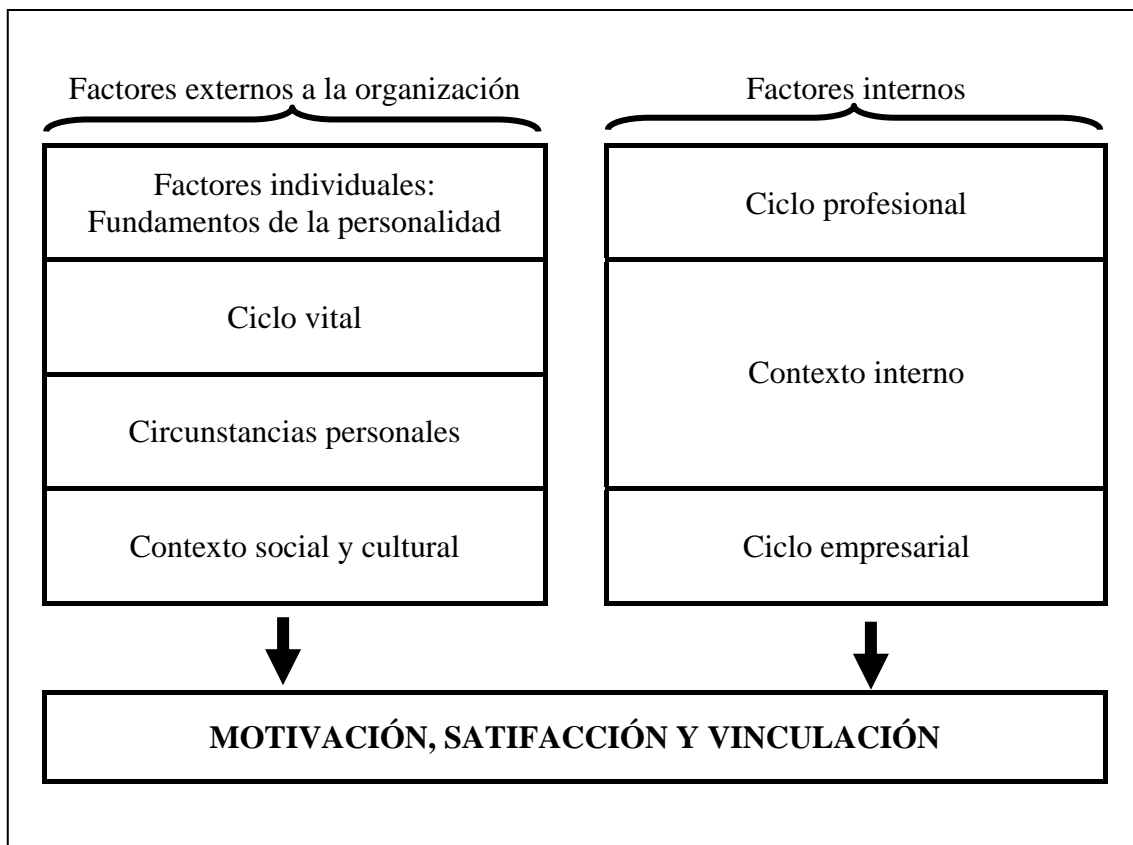 Factores externos a la organización
Factores internos
Factores individuales:
Fundamentos de la personalidad
Ciclo profesional
Ciclo vital
Contexto interno
Circunstancias personales
Contexto social y cultural
Ciclo empresarial
MOTIVACIÓN, SATIFACCIÓN Y VINCULACIÓN